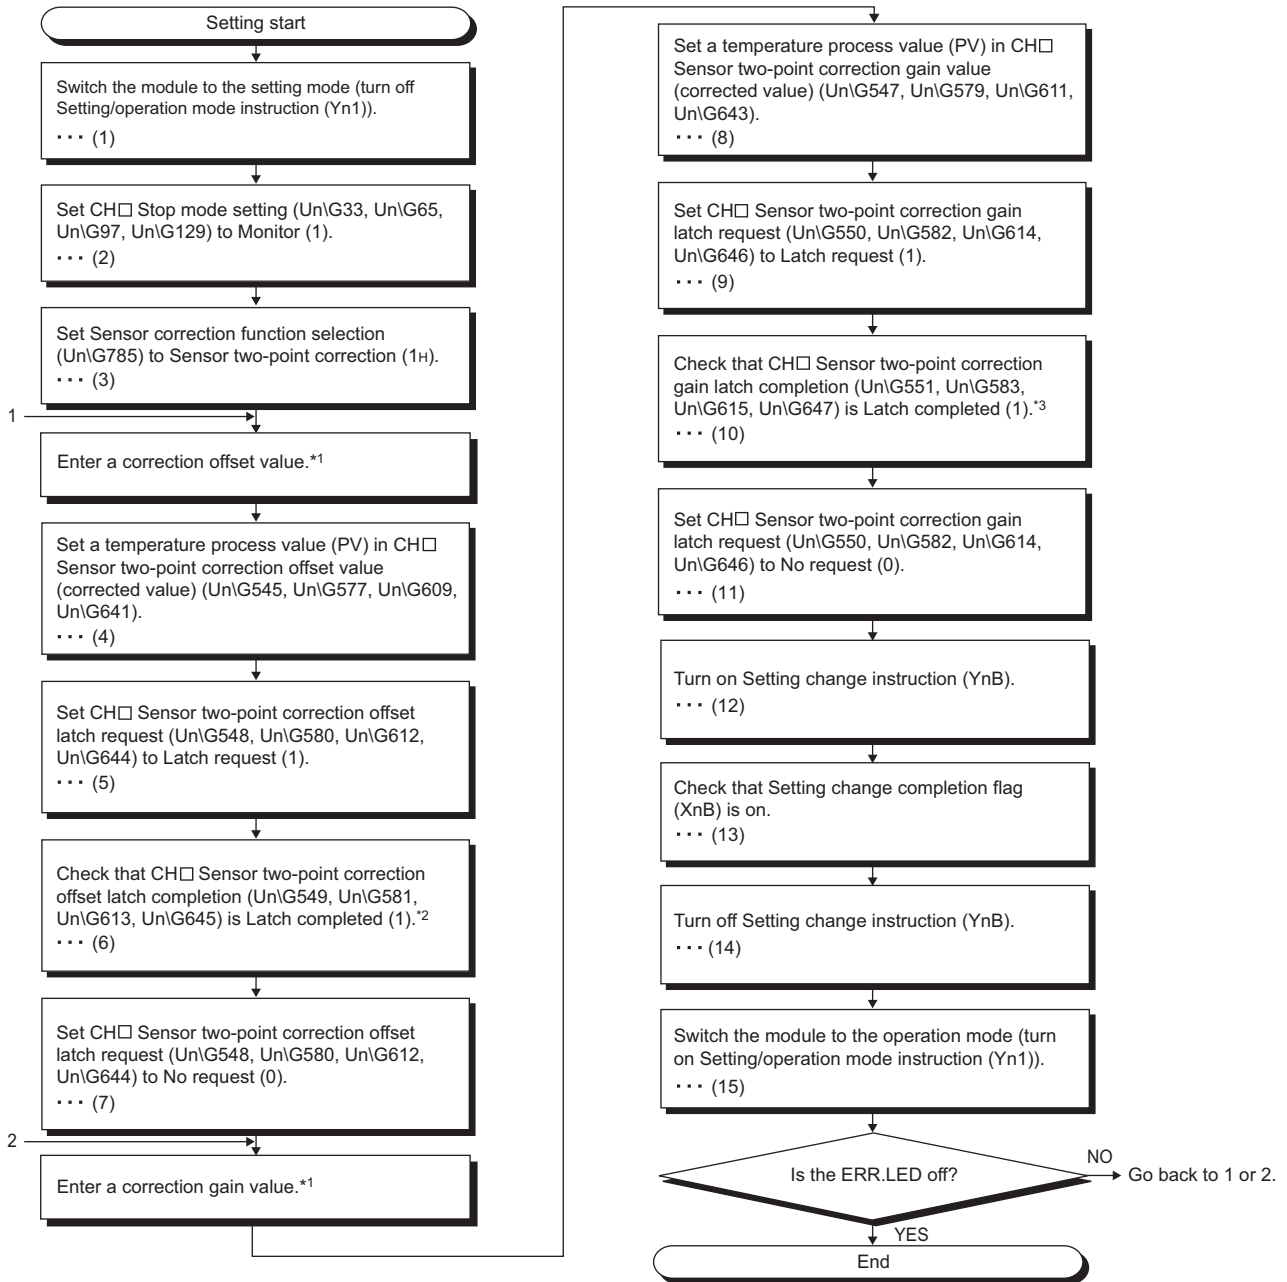 Setting start
Switch the module to the setting mode (turn off
Setting/operation mode instruction (Yn1)).
･･･ (1)
Set CH□ Stop mode setting (Un\G33, Un\G65,
Un\G97, Un\G129) to Monitor (1).
･･･ (2)
Set Sensor correction function selection
(Un\G785) to Sensor two-point correction (1H).
･･･ (3)
1
Enter a correction offset value.*1
Set a temperature process value (PV) in CH□
Sensor two-point correction offset value
(corrected value) (Un\G545, Un\G577, Un\G609,
Un\G641).
･･･ (4)
Set CH□ Sensor two-point correction offset
latch request (Un\G548, Un\G580, Un\G612,
Un\G644) to Latch request (1).
･･･ (5)
Check that CH□ Sensor two-point correction
offset latch completion (Un\G549, Un\G581,
Un\G613, Un\G645) is Latch completed (1).*2
･･･ (6)
Set CH□ Sensor two-point correction offset
latch request (Un\G548, Un\G580, Un\G612,
Un\G644) to No request (0).
･･･ (7)
2
Enter a correction gain value.*1
Set a temperature process value (PV) in CH□
Sensor two-point correction gain value
(corrected value) (Un\G547, Un\G579, Un\G611,
Un\G643).
･･･ (8)
Set CH□ Sensor two-point correction gain
latch request (Un\G550, Un\G582, Un\G614,
Un\G646) to Latch request (1).
･･･ (9)
Check that CH□ Sensor two-point correction
gain latch completion (Un\G551, Un\G583,
Un\G615, Un\G647) is Latch completed (1).*3
･･･ (10)
Set CH□ Sensor two-point correction gain
latch request (Un\G550, Un\G582, Un\G614,
Un\G646) to No request (0).
･･･ (11)
Turn on Setting change instruction (YnB).
･･･ (12)
Check that Setting change completion flag
(XnB) is on.
･･･ (13)
Turn off Setting change instruction (YnB).
･･･ (14)
Switch the module to the operation mode (turn
on Setting/operation mode instruction (Yn1)).
･･･ (15)
Is the ERR.LED off?
NO
Go back to 1 or 2.
YES
End